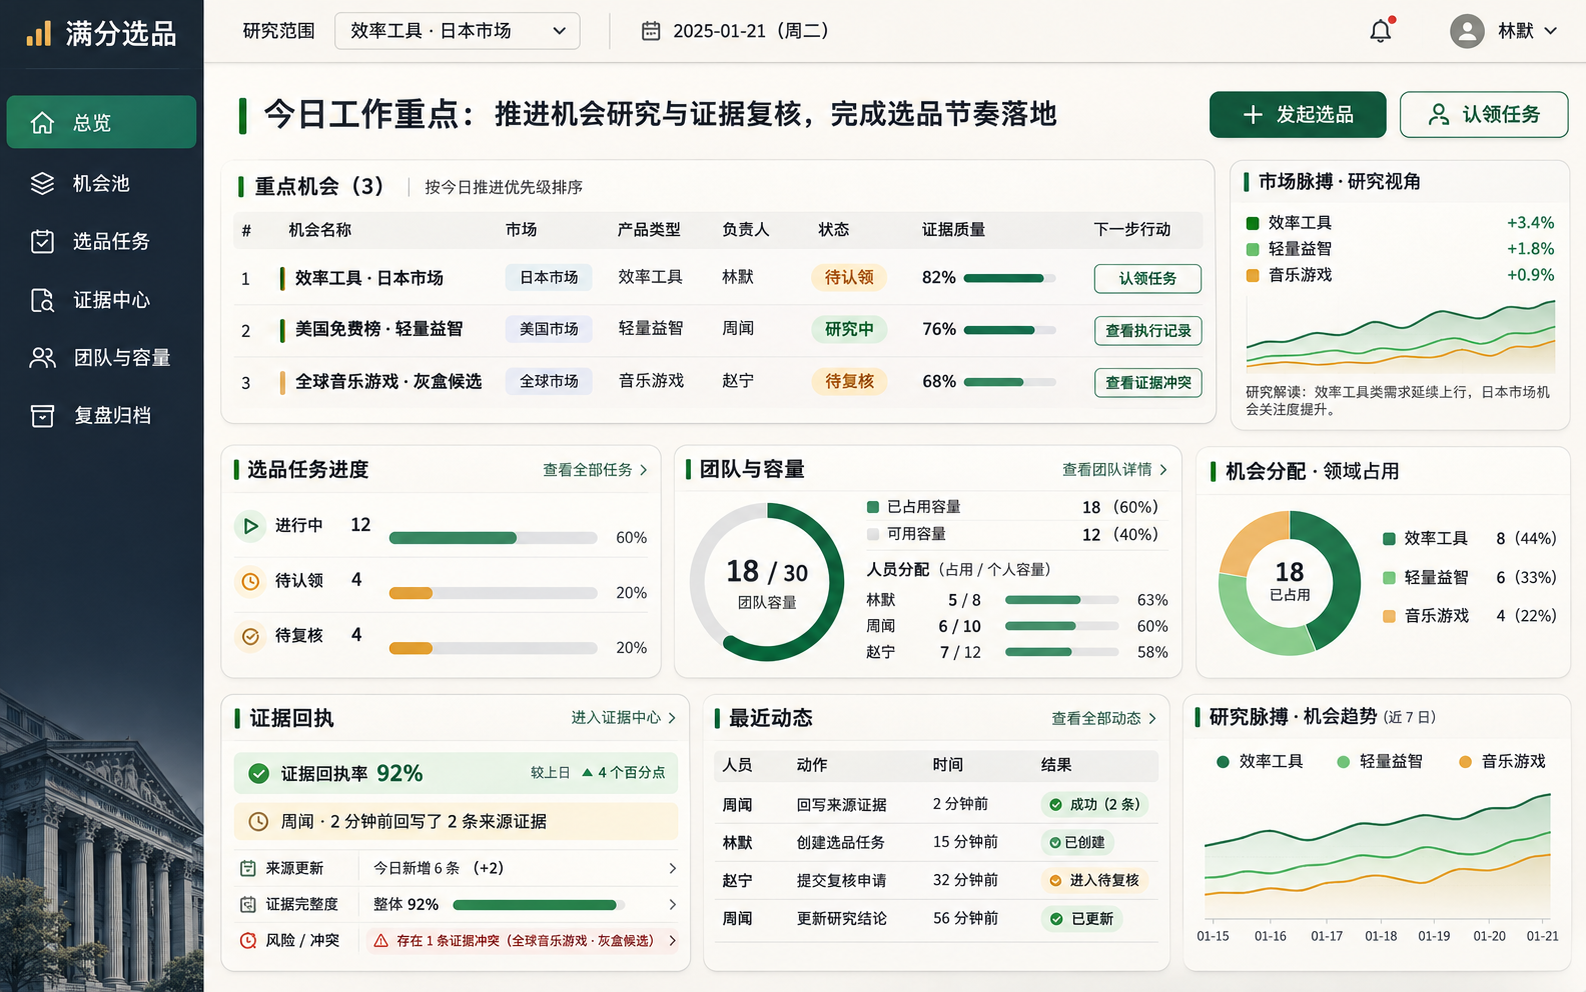 满分选品
研究范围
效率工具 · 日本市场
2025-01-21（周二）
林默
总览
机会池
选品任务
证据中心
团队与容量
复盘归档
今日工作重点：推进机会研究与证据复核，完成选品节奏落地
发起选品
认领任务
重点机会（3） 按今日推进优先级排序
# 机会名称 市场 产品类型 负责人 状态 证据质量 下一步行动
1 效率工具 · 日本市场 日本市场 效率工具 林默 待认领 82% 认领任务
2 美国免费榜 · 轻量益智 美国市场 轻量益智 周闻 研究中 76% 查看执行记录
3 全球音乐游戏 · 灰盒候选 全球市场 音乐游戏 赵宁 待复核 68% 查看证据冲突
市场脉搏 · 研究视角
效率工具 +3.4%
轻量益智 +1.8%
音乐游戏 +0.9%
研究解读：效率工具类需求延续上行，日本市场机
会关注度提升。
选品任务进度 查看全部任务
进行中 12 60%
待认领 4 20%
待复核 4 20%
团队与容量 查看团队详情
18 / 30
团队容量
已占用容量 18 （60%）
可用容量 12 （40%）
人员分配（占用 / 个人容量）
林默 5 / 8 63%
周闻 6 / 10 60%
赵宁 7 / 12 58%
机会分配 · 领域占用
18
已占用
效率工具 8（44%）
轻量益智 6（33%）
音乐游戏 4（22%）
证据回执 进入证据中心
证据回执率 92% 较上日 ▲ 4 个百分点
周闻 · 2 分钟前回写了 2 条来源证据
来源更新 今日新增 6 条 （+2）
证据完整度 整体 92%
风险 / 冲突 存在 1 条证据冲突（全球音乐游戏 · 灰盒候选）
最近动态 查看全部动态
人员 动作 时间 结果
周闻 回写来源证据 2 分钟前 成功（2 条）
林默 创建选品任务 15 分钟前 已创建
赵宁 提交复核申请 32 分钟前 进入待复核
周闻 更新研究结论 56 分钟前 已更新
研究脉搏 · 机会趋势（近 7 日）
效率工具 轻量益智 音乐游戏
01-15 01-16 01-17 01-18 01-19 01-20 01-21